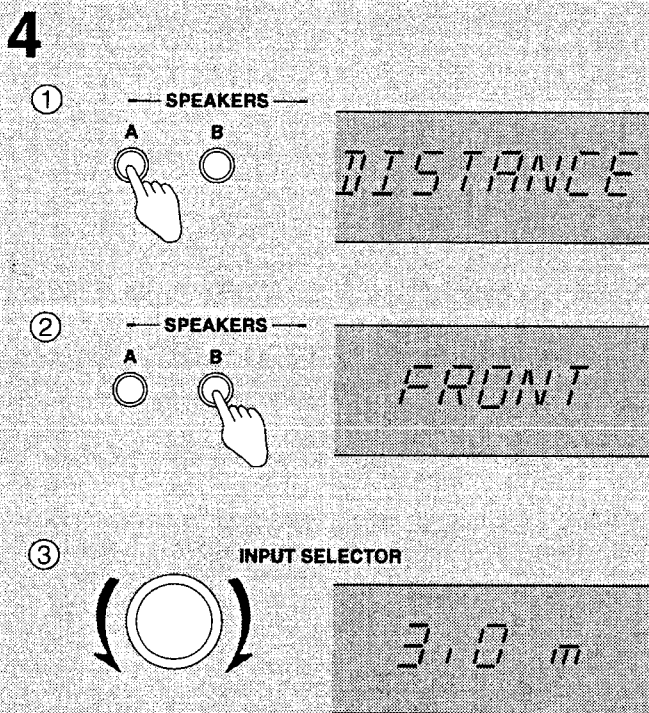 4
① SPEAKERS
A B
DISTANCE
② SPEAKERS
A B
FRONT
③ INPUT SELECTOR
3.0 m